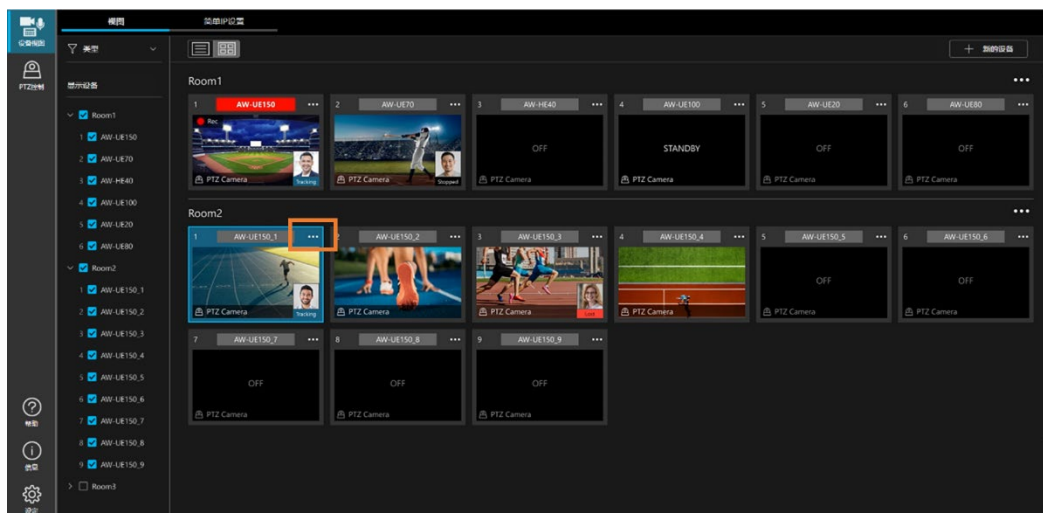 视图
简单IP设置
设备视图
类型
新的设备
PTZ控制
显示设备
Room1
1 AW-UE150
2 AW-UE70
3 AW-HE40
4 AW-UE100
5 AW-UE20
6 AW-UE80
Room2
1 AW-UE150_1
2 AW-UE150_2
3 AW-UE150_3
4 AW-UE150_4
5 AW-UE150_5
6 AW-UE150_6
7 AW-UE150_7
8 AW-UE150_8
9 AW-UE150_9
Room3
帮助
信息
设定
Room1
1 AW-UE150
Rec
PTZ Camera
Tracking
2 AW-UE70
PTZ Camera
Stopped
3 AW-HE40
OFF
PTZ Camera
4 AW-UE100
STANDBY
PTZ Camera
5 AW-UE20
OFF
PTZ Camera
6 AW-UE80
OFF
PTZ Camera
Room2
1 AW-UE150_1
PTZ Camera
Tracking
2 AW-UE150_2
PTZ Camera
3 AW-UE150_3
PTZ Camera
Lost
4 AW-UE150_4
PTZ Camera
5 AW-UE150_5
OFF
PTZ Camera
6 AW-UE150_6
OFF
PTZ Camera
7 AW-UE150_7
OFF
PTZ Camera
8 AW-UE150_8
OFF
PTZ Camera
9 AW-UE150_9
OFF
PTZ Camera